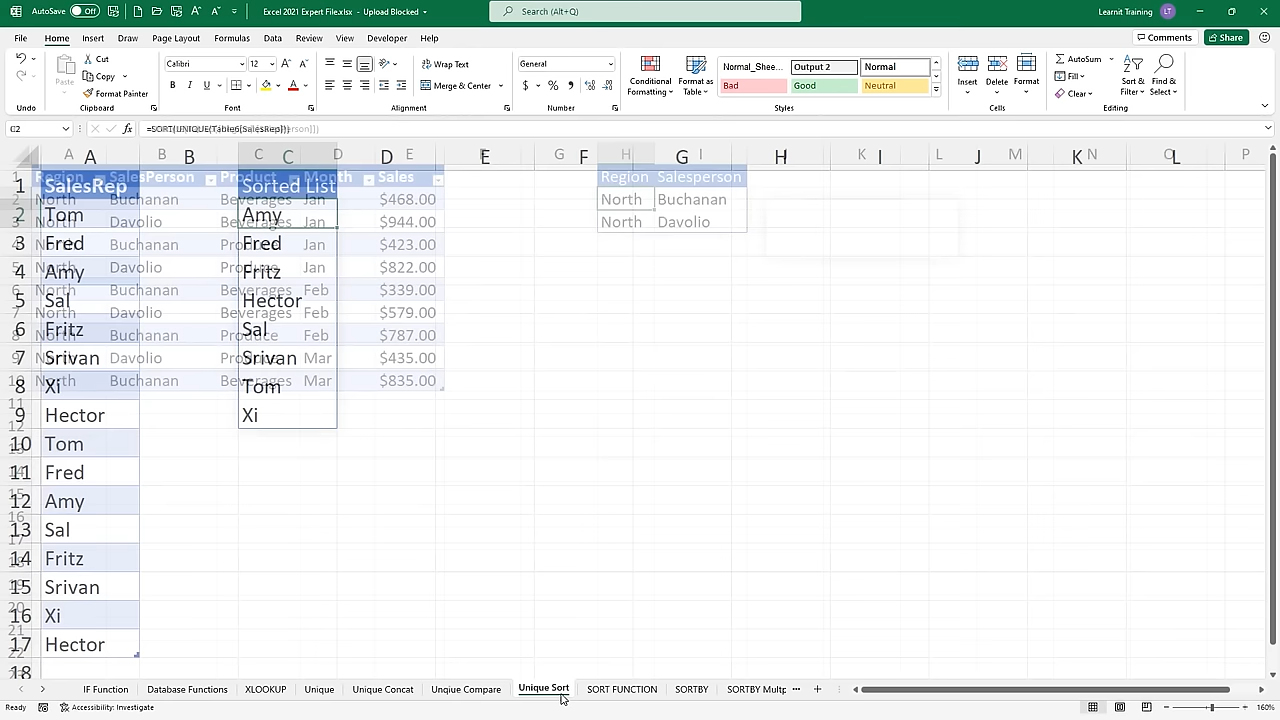 AutoSave Off Excel 2021 Expert File.xlsx - Upload Blocked Search (Alt+Q) Learnit Training LT
File Home Insert Draw Page Layout Formulas Data Review View Developer Help Comments Share
Undo Paste Cut Copy Format Painter Clipboard
Calibri 12 B I U Font
Wrap Text Merge & Center Alignment
General $ % Number
Conditional Formatting Format as Table Normal_Shee... Output 2 Normal Bad Good Neutral Styles
Insert Delete Format Cells
AutoSum Fill Clear Sort & Filter Find & Select Editing
C2 fx
A B C D E F G H I J K L
A B C D E G H I K L M N O P
Region SalesPerson Product Month Sales Region Salesperson
1 SalesRep Sorted List
North Buchanan Beverages Jan $468.00 North Buchanan
2 Tom Amy
North Davolio Beverages Jan $944.00 North Davolio
3 Fred Fred
North Buchanan Produce Jan $423.00
4 Amy Fritz
North Davolio Produce Jan $822.00
5 Sal Hector
North Buchanan Beverages Feb $339.00
North Davolio Beverages Feb $579.00
6 Fritz Sal
North Buchanan Produce Feb $787.00
7 Srivan Srivan
North Davolio Produce Mar $435.00
8 Xi Tom
North Buchanan Beverages Mar $835.00
9 Hector Xi
10 Tom
11 Fred
12 Amy
13 Sal
14 Fritz
15 Srivan
16 Xi
17 Hector
18
IF Function Database Functions XLOOKUP Unique Unique Concat Unqiue Compare Unique Sort SORT FUNCTION SORTBY SORTBY Multp ...
Ready Accessibility: Investigate 160%